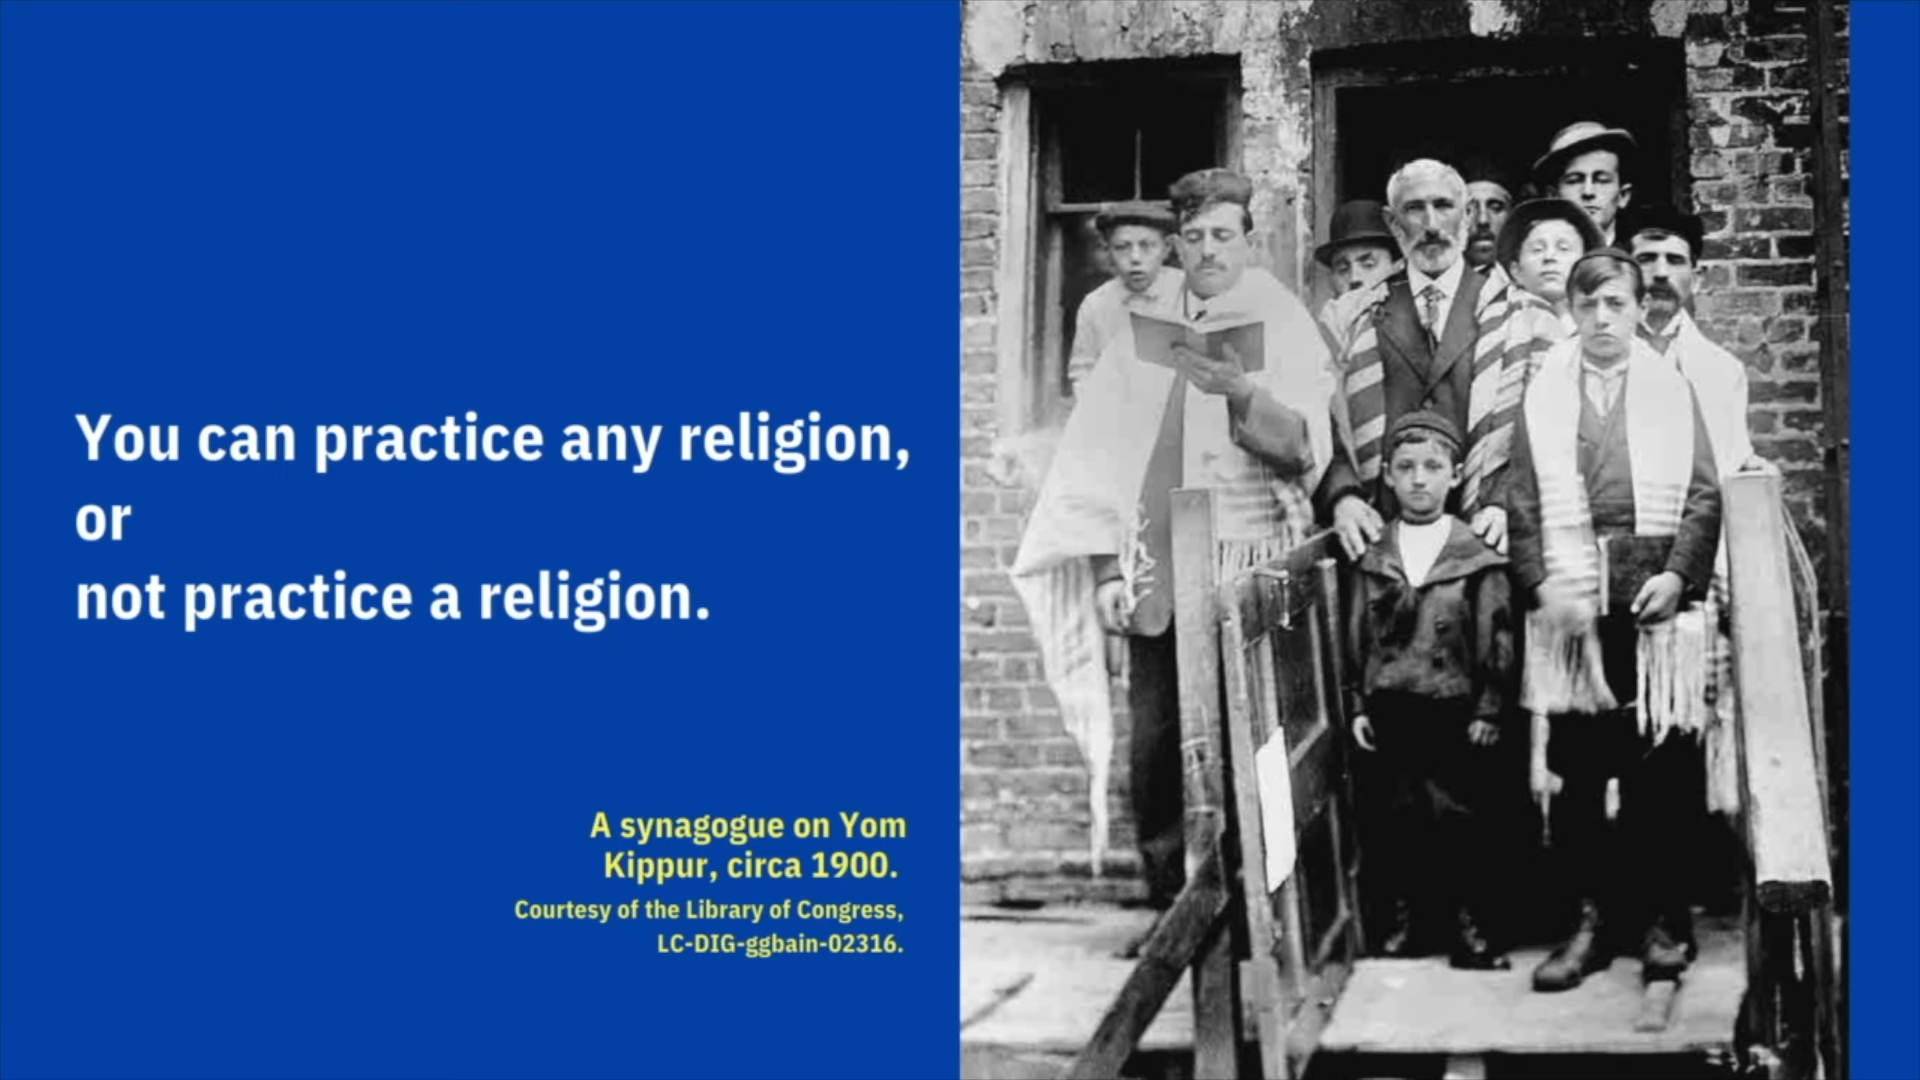 You can practice any religion,
or
not practice a religion.
A synagogue on Yom
Kippur, circa 1900.
Courtesy of the Library of Congress,
LC-DIG-ggbain-02316.